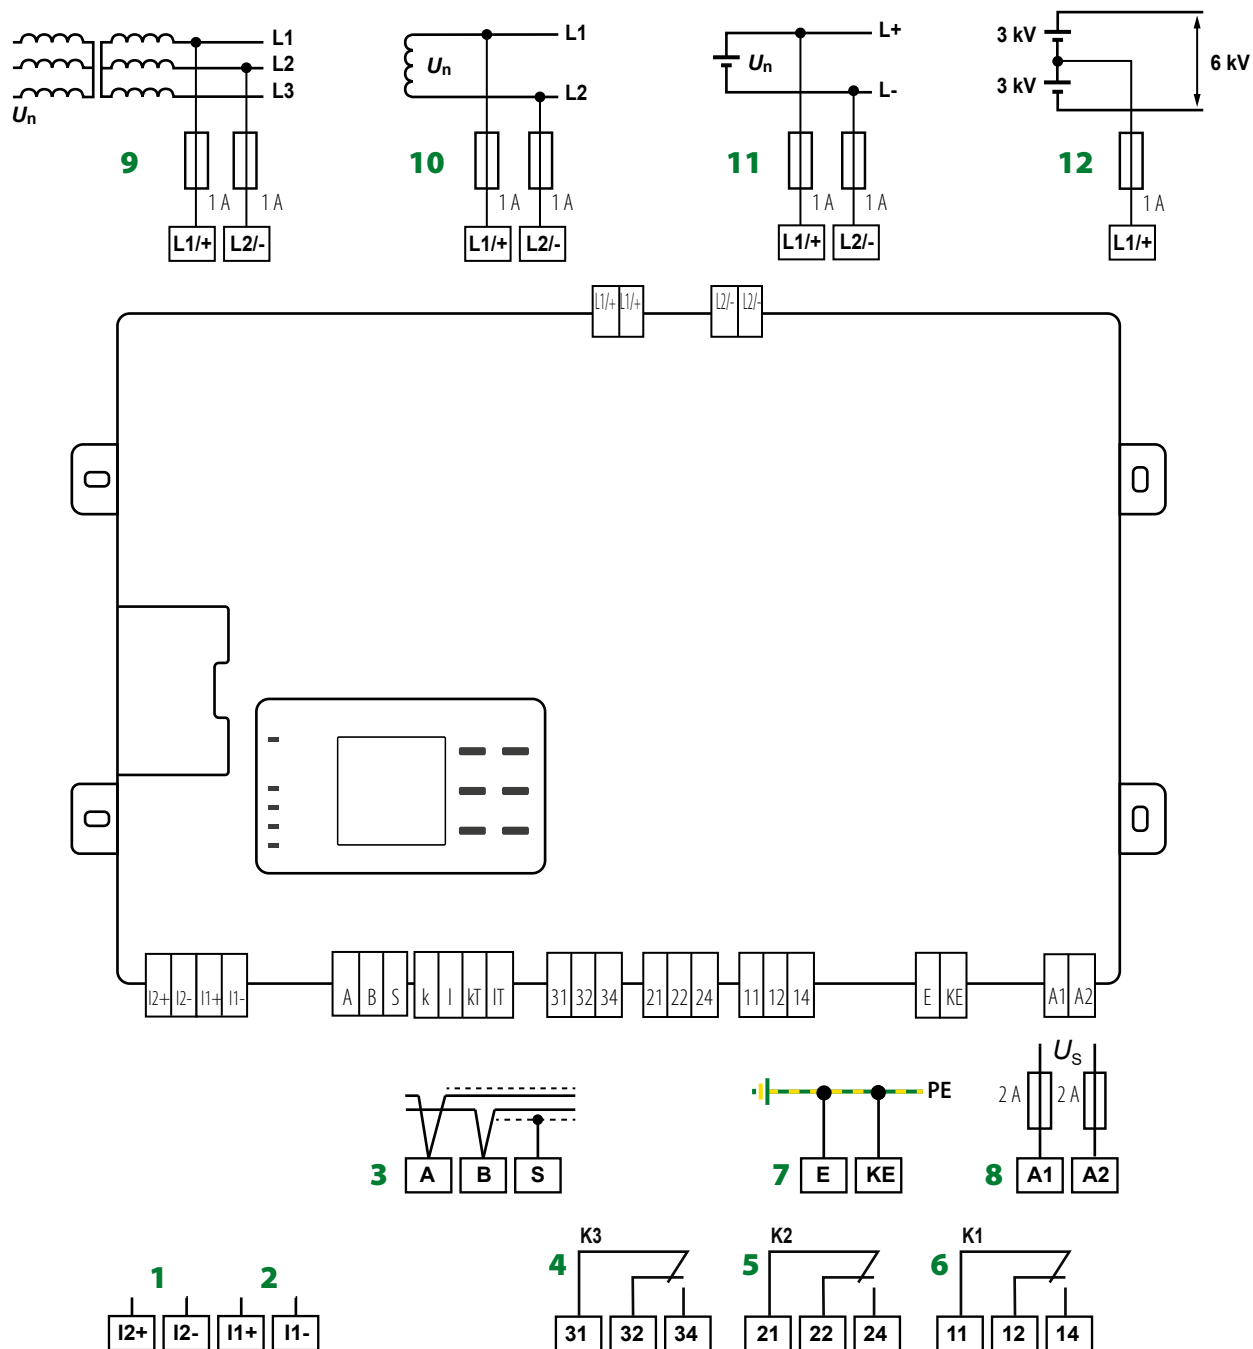 L1
L2
L3
Un
9
1 A
1 A
L1/+
L2/-
L1
Un
L2
10
1 A
1 A
L1/+
L2/-
L+
Un
L-
11
1 A
1 A
L1/+
L2/-
3 kV
3 kV
6 kV
12
1 A
L1/+
L1/+ L1/+
L2/- L2/-
I2+ I2- I1+ I1-
A B S
k l kT lT
31 32 34
21 22 24
11 12 14
E KE
A1 A2
3
A B S
PE
7
E KE
US
2 A
2 A
8
A1 A2
1
I2+ I2-
2
I1+ I1-
K3
4
31 32 34
K2
5
21 22 24
K1
6
11 12 14